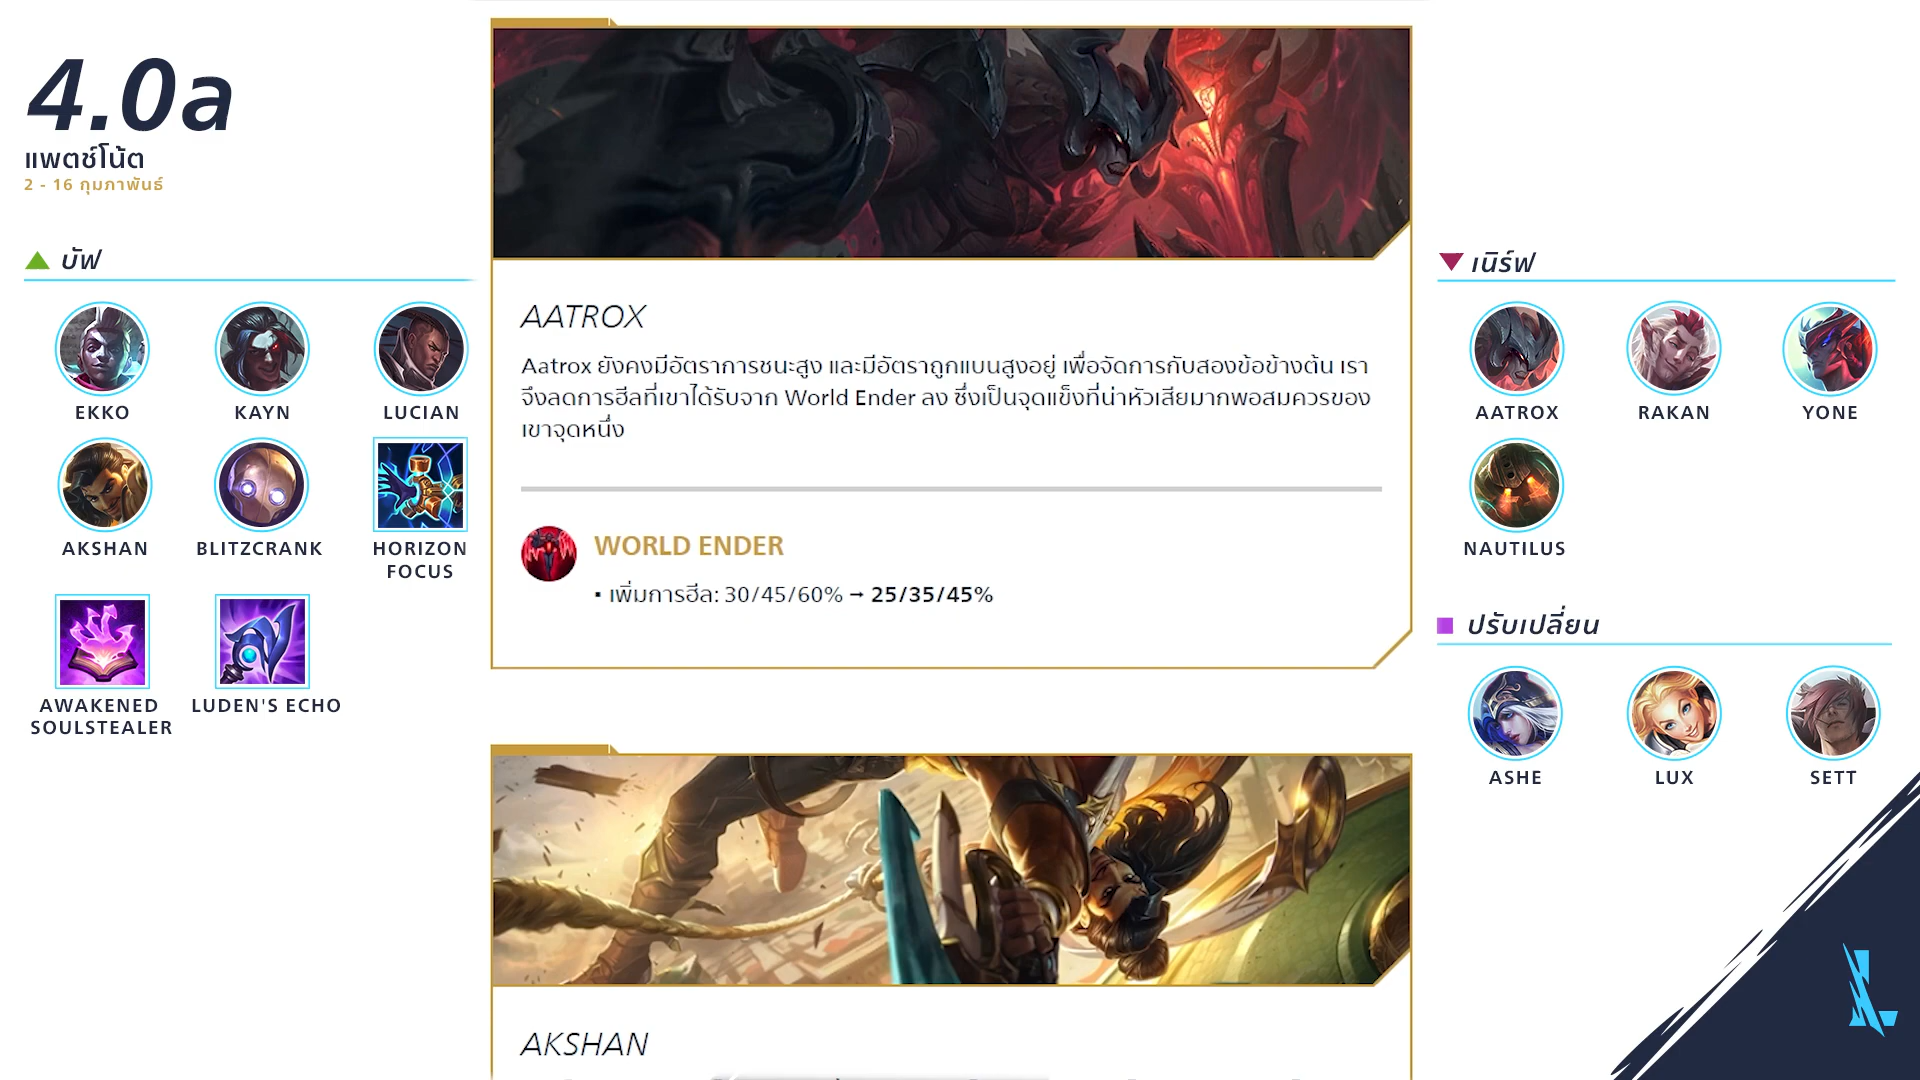 4.0a
แพตช์โน้ต
2 - 16 กุมภาพันธ์
บัฟ
EKKO
KAYN
LUCIAN
AKSHAN
BLITZCRANK
HORIZON
FOCUS
AWAKENED
SOULSTEALER
LUDEN'S ECHO
AATROX
Aatrox ยังคงมีอัตราการชนะสูง และมีอัตราถูกแบนสูงอยู่ เพื่อจัดการกับสองข้อข้างต้น เรา
จึงลดการฮีลที่เขาได้รับจาก World Ender ลง ซึ่งเป็นจุดแข็งที่น่าหัวเสียมากพอสมควรของ
เขาจุดหนึ่ง
WORLD ENDER
▪ เพิ่มการฮีล: 30/45/60% → 25/35/45%
AKSHAN
เนิร์ฟ
AATROX
RAKAN
YONE
NAUTILUS
ปรับเปลี่ยน
ASHE
LUX
SETT